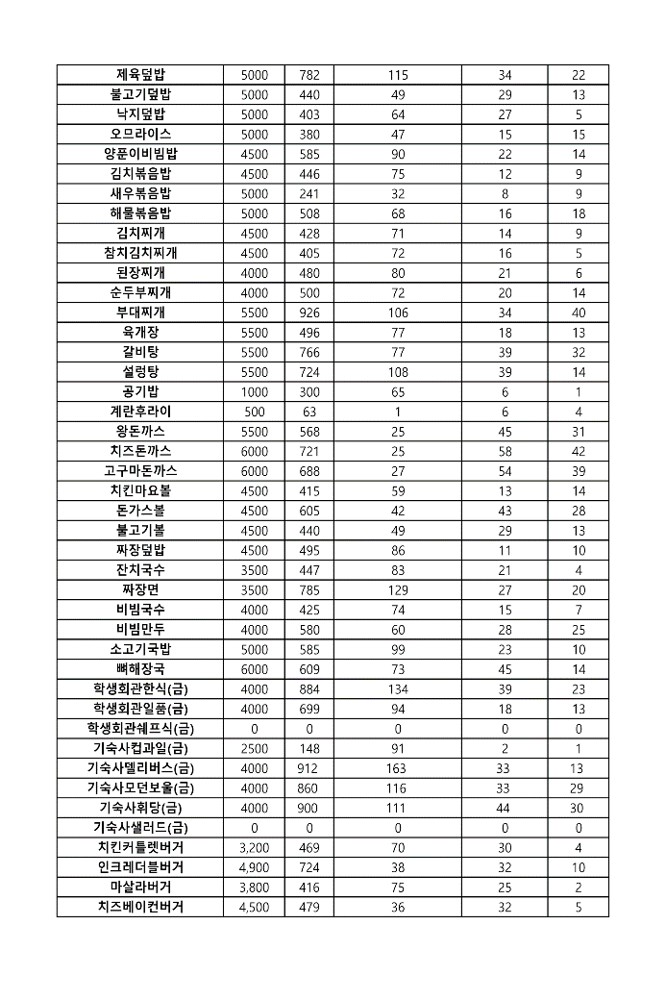 제육덮밥 5000 782 115 34 22
불고기덮밥 5000 440 49 29 13
낙지덮밥 5000 403 64 27 5
오므라이스 5000 380 47 15 15
양푼이비빔밥 4500 585 90 22 14
김치볶음밥 4500 446 75 12 9
새우볶음밥 5000 241 32 8 9
해물볶음밥 5000 508 68 16 18
김치찌개 4500 428 71 14 9
참치김치찌개 4500 405 72 16 5
된장찌개 4000 480 80 21 6
순두부찌개 4000 500 72 20 14
부대찌개 5500 926 106 34 40
육개장 5500 496 77 18 13
갈비탕 5500 766 77 39 32
설렁탕 5500 724 108 39 14
공기밥 1000 300 65 6 1
계란후라이 500 63 1 6 4
왕돈까스 5500 568 25 45 31
치즈돈까스 6000 721 25 58 42
고구마돈까스 6000 688 27 54 39
치킨마요볼 4500 415 59 13 14
돈가스볼 4500 605 42 43 28
불고기볼 4500 440 49 29 13
짜장덮밥 4500 495 86 11 10
잔치국수 3500 447 83 21 4
짜장면 3500 785 129 27 20
비빔국수 4000 425 74 15 7
비빔만두 4000 580 60 28 25
소고기국밥 5000 585 99 23 10
뼈해장국 6000 609 73 45 14
학생회관한식(금) 4000 884 134 39 23
학생회관일품(금) 4000 699 94 18 13
학생회관쉐프식(금) 0 0 0 0 0
기숙사컵과일(금) 2500 148 91 2 1
기숙사델리버스(금) 4000 912 163 33 13
기숙사모던보울(금) 4000 860 116 33 29
기숙사휘당(금) 4000 900 111 44 30
기숙사샐러드(금) 0 0 0 0 0
치킨커틀렛버거 3,200 469 70 30 4
인크레더블버거 4,900 724 38 32 10
마살라버거 3,800 416 75 25 2
치즈베이컨버거 4,500 479 36 32 5